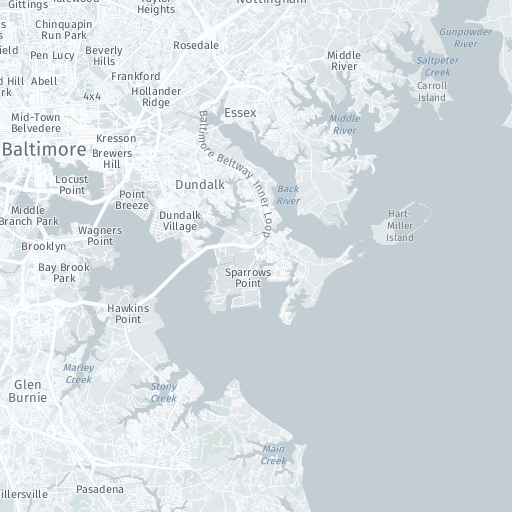 Gittings
Chinquapin
Run Park
Heights
Nottingham
Gunpowder
River
Rosedale
Pen Lucy
Beverly
Hills
Middle
River
Saltpeter
Creek
Frankford
Abell
4x4
Hollander
Ridge
Carroll
Island
Mid-Town
Belvedere
Essex
Middle
River
Kresson
Baltimore
Brewers
Hill
Baltimore Beltway Inner Loop
Locust
Point
Dundalk
Point
Breeze
Back
River
Middle
Branch Park
Dundalk
Village
Hart-
Miller
Island
Wagners
Point
Brooklyn
Bay Brook
Park
Sparrows
Point
Hawkins
Point
Marley
Creek
Glen
Burnie
Stony
Creek
Main
Creek
Pasadena